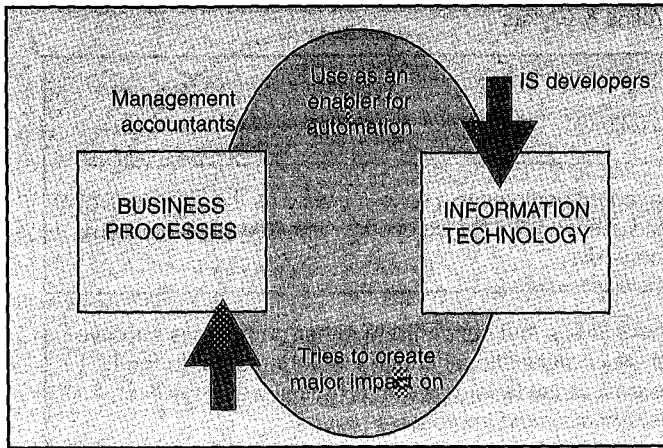 Use as an
enabler for
automation
IS developers
Management
accountants
BUSINESS
PROCESSES
INFORMATION
TECHNOLOGY
Tries to create
major impact on